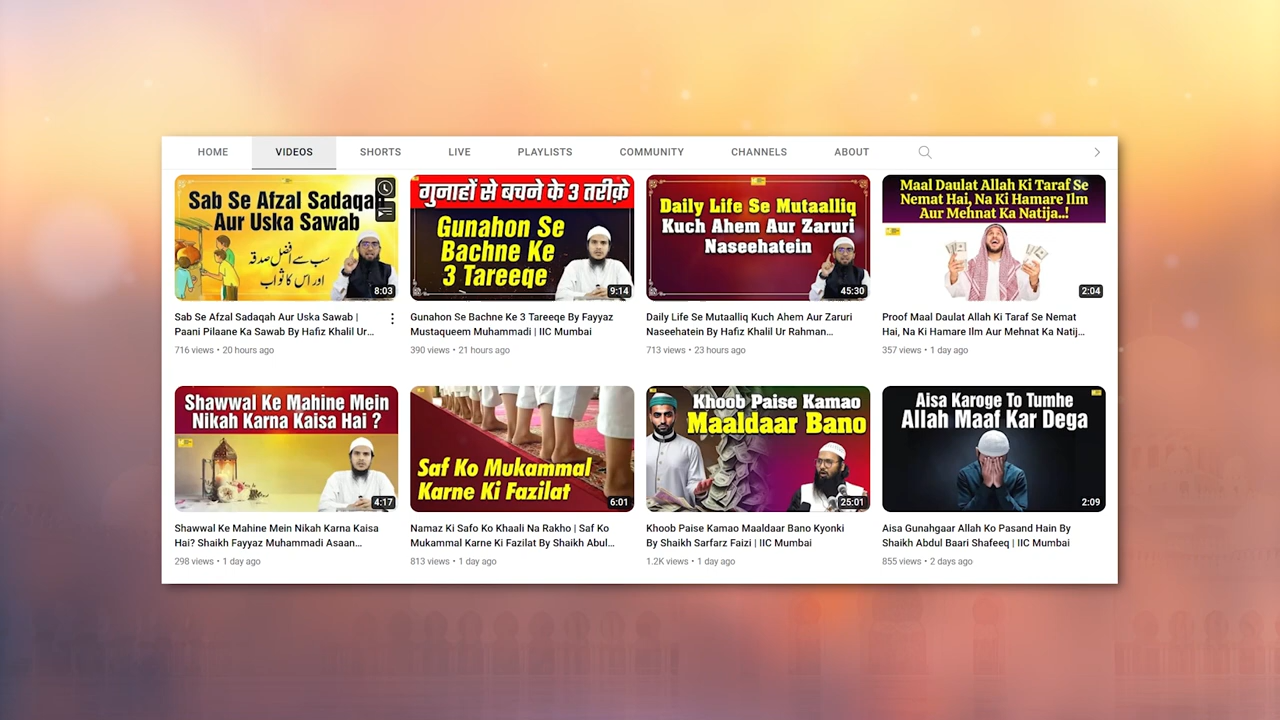 HOME VIDEOS SHORTS LIVE PLAYLISTS COMMUNITY CHANNELS ABOUT
Sab Se Afzal Sadaqah
Aur Uska Sawab
سب سے افضل صدقہ
اور اس کا ثواب
8:03
गुनाहों से बचने के 3 तरीक़े
Gunahon Se
Bachne Ke
3 Tareeqe
9:14
Daily Life Se Mutaalliq
Kuch Ahem Aur Zaruri
Naseehatein
45:30
Maal Daulat Allah Ki Taraf Se
Nemat Hai, Na Ki Hamare Ilm
Aur Mehnat Ka Natija..!
2:04
Sab Se Afzal Sadaqah Aur Uska Sawab |
Paani Pilaane Ka Sawab By Hafiz Khalil Ur...
716 views • 20 hours ago
Gunahon Se Bachne Ke 3 Tareeqe By Fayyaz
Mustaqueem Muhammadi | IIC Mumbai
390 views • 21 hours ago
Daily Life Se Mutaalliq Kuch Ahem Aur Zaruri
Naseehatein By Hafiz Khalil Ur Rahman...
713 views • 23 hours ago
Proof Maal Daulat Allah Ki Taraf Se Nemat
Hai, Na Ki Hamare Ilm Aur Mehnat Ka Natij...
357 views • 1 day ago
Shawwal Ke Mahine Mein
Nikah Karna Kaisa Hai ?
4:17
Saf Ko Mukammal
Karne Ki Fazilat
6:01
Khoob Paise Kamao
Maaldaar Bano
25:01
Aisa Karoge To Tumhe
Allah Maaf Kar Dega
2:09
Shawwal Ke Mahine Mein Nikah Karna Kaisa
Hai? Shaikh Fayyaz Muhammadi Asaan...
298 views • 1 day ago
Namaz Ki Safo Ko Khaali Na Rakho | Saf Ko
Mukammal Karne Ki Fazilat By Shaikh Abul...
813 views • 1 day ago
Khoob Paise Kamao Maaldaar Bano Kyonki
By Shaikh Sarfarz Faizi | IIC Mumbai
1.2K views • 1 day ago
Aisa Gunahgaar Allah Ko Pasand Hain By
Shaikh Abdul Baari Shafeeq | IIC Mumbai
855 views • 2 days ago